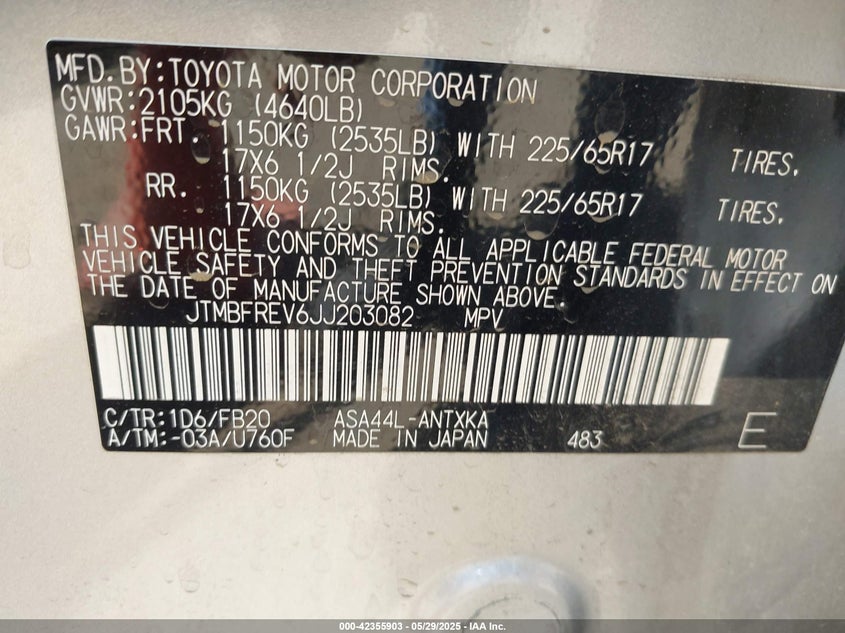 MFD. BY: TOYOTA MOTOR CORPORATION
GVWR: 2105KG (4640LB)
GAWR: FRT. 1150KG (2535LB) WITH 225/65R17 TIRES.
17X6 1/2J RIMS.
RR. 1150KG (2535LB) WITH 225/65R17 TIRES.
17X6 1/2J RIMS.
THIS VEHICLE CONFORMS TO ALL APPLICABLE FEDERAL MOTOR
VEHICLE SAFETY AND THEFT PREVENTION STANDARDS IN EFFECT ON
THE DATE OF MANUFACTURE SHOWN ABOVE.
JTMBFREV6JJ203082 MPV
C/TR: 1D6/FB20 ASA44L-ANTXKA
A/TM: -03A/U760F MADE IN JAPAN 483 E
000-42355903 | 05/29/2025 | IAA Inc.